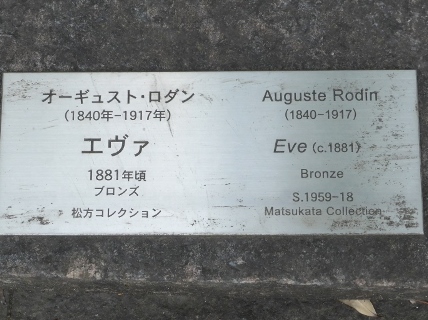 オーギュスト・ロダン
(1840年-1917年)
エヴァ
1881年頃
ブロンズ
松方コレクション
Auguste Rodin
(1840-1917)
Eve (c.1881)
Bronze
S.1959-18
Matsukata Collection